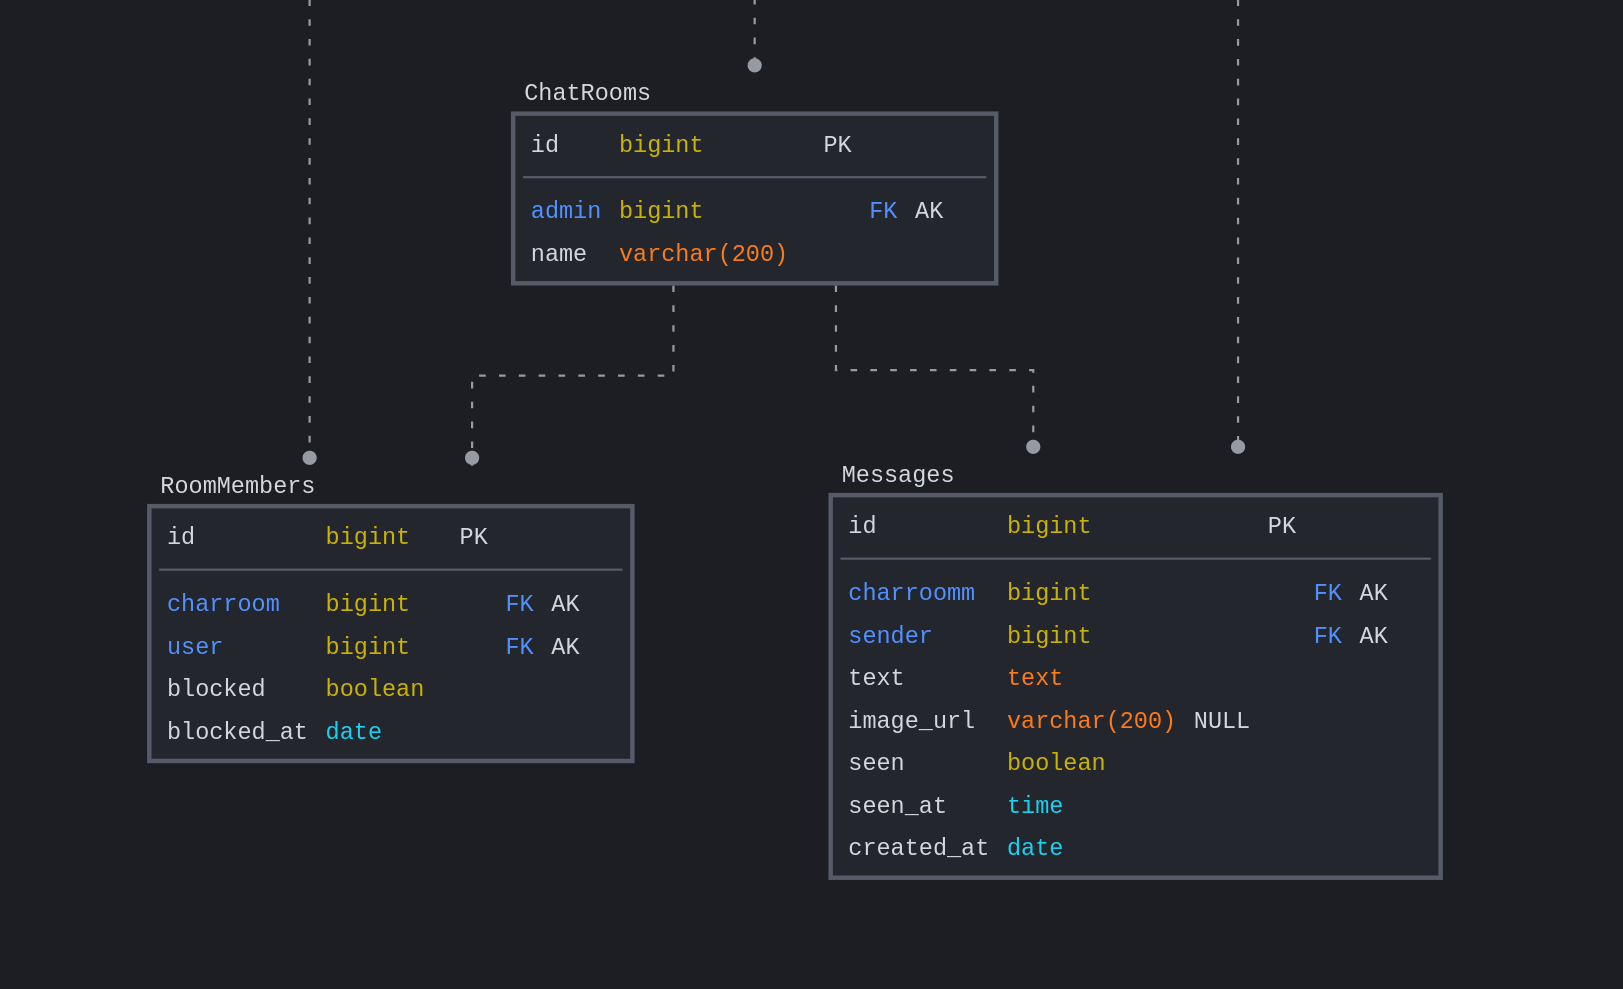 ChatRooms
id bigint PK
admin bigint FK AK
name varchar(200)
RoomMembers
id bigint PK
charroom bigint FK AK
user bigint FK AK
blocked boolean
blocked_at date
Messages
id bigint PK
charroomm bigint FK AK
sender bigint FK AK
text text
image_url varchar(200) NULL
seen boolean
seen_at time
created_at date